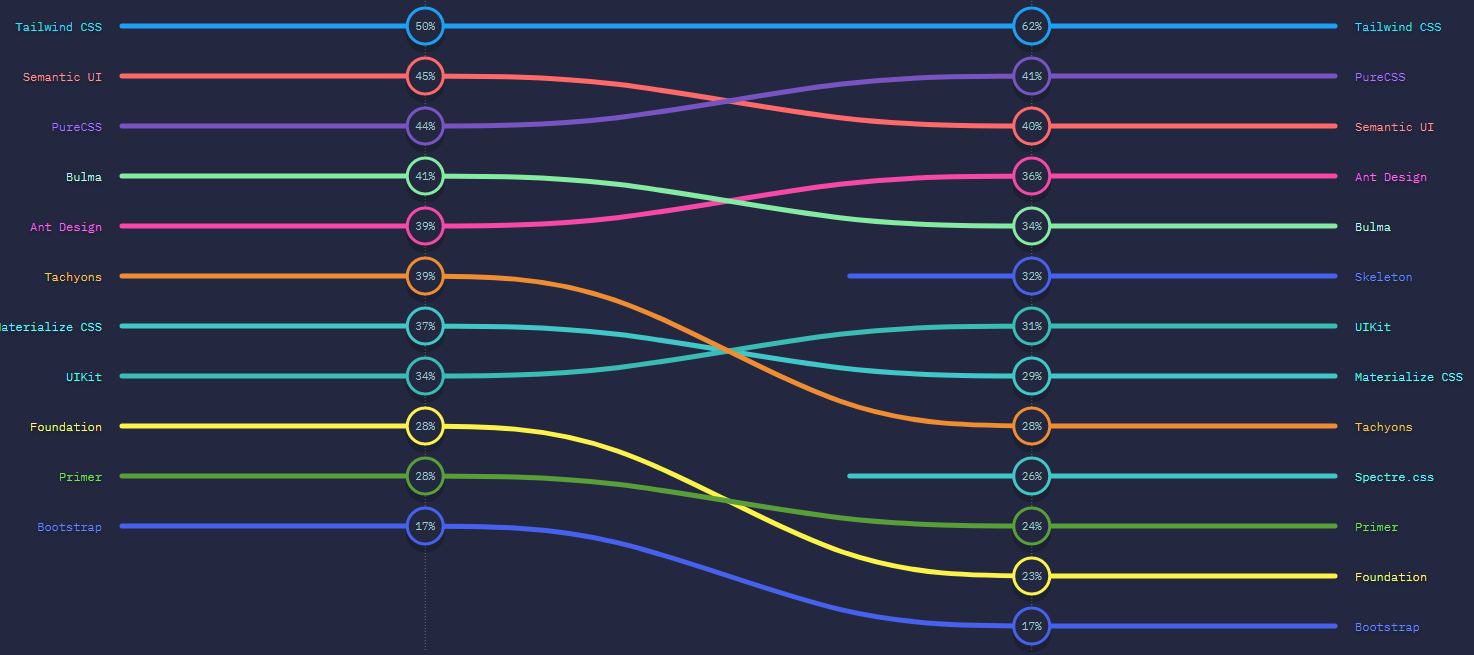 Tailwind CSS 50% 62% Tailwind CSS
Semantic UI 45% 41% PureCSS
PureCSS 44% 40% Semantic UI
Bulma 41% 36% Ant Design
Ant Design 39% 34% Bulma
Tachyons 39% 32% Skeleton
aterialize CSS 37% 31% UIKit
UIKit 34% 29% Materialize CSS
Foundation 28% 28% Tachyons
Primer 28% 26% Spectre.css
Bootstrap 17% 24% Primer
23% Foundation
17% Bootstrap